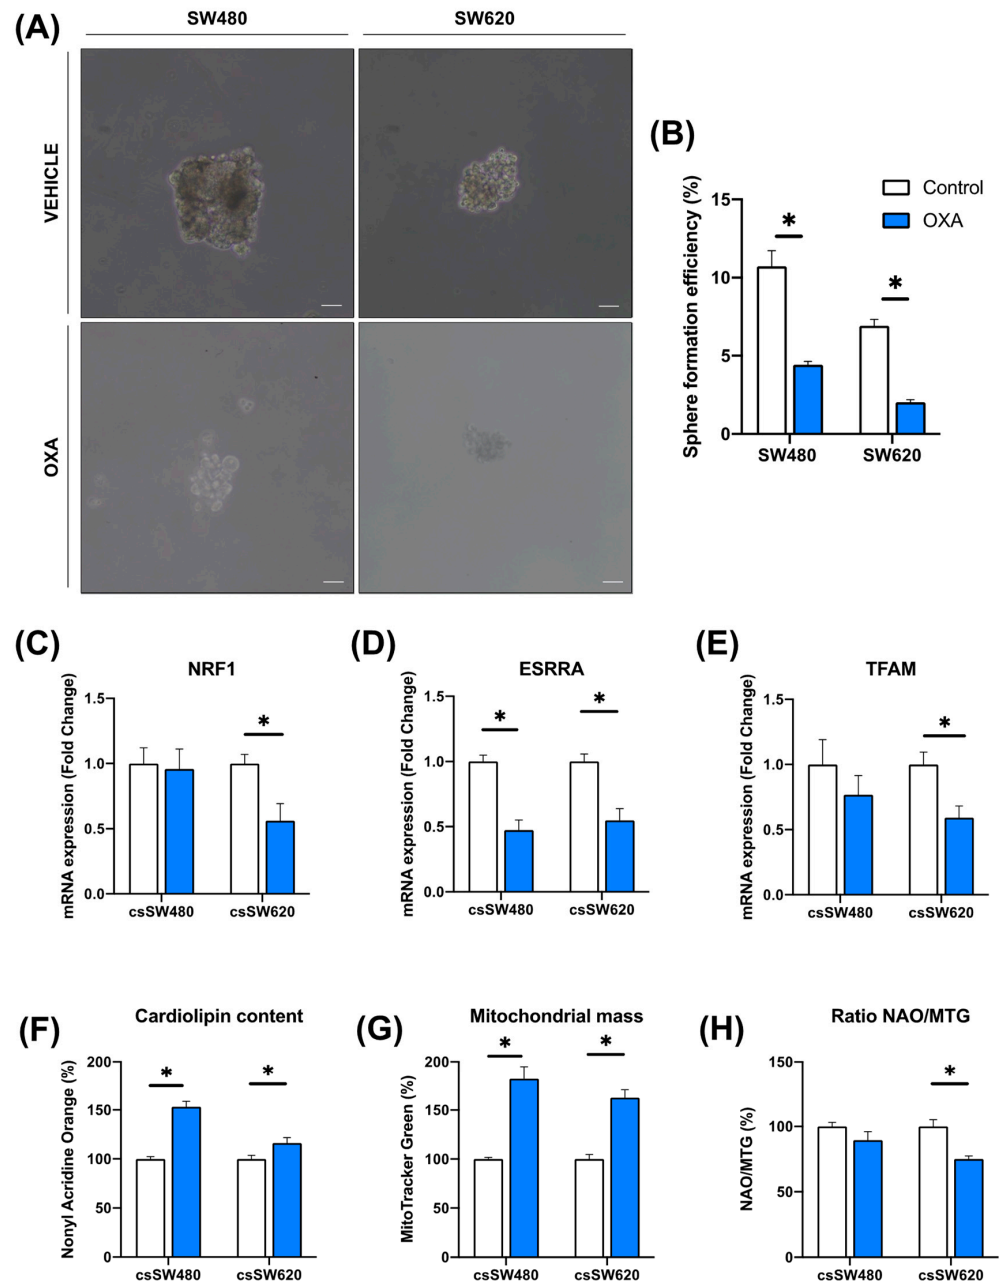 (A)
SW480
SW620
VEHICLE
OXA
(B)
Control
OXA
Sphere formation efficiency (%)
15
10
5
0
*
*
SW480
SW620
(C)
NRF1
mRNA expression (Fold Change)
1.5
1.0
0.5
0.0
*
csSW480
csSW620
(D)
ESRRA
mRNA expression (Fold Change)
1.5
1.0
0.5
0.0
*
*
csSW480
csSW620
(E)
TFAM
mRNA expression (Fold Change)
1.5
1.0
0.5
0.0
*
csSW480
csSW620
(F)
Cardiolipin content
Nonyl Acridine Orange (%)
200
150
100
50
0
*
*
csSW480
csSW620
(G)
Mitochondrial mass
MitoTracker Green (%)
200
150
100
50
0
*
*
csSW480
csSW620
(H)
Ratio NAO/MTG
NAO/MTG (%)
150
100
50
0
*
csSW480
csSW620